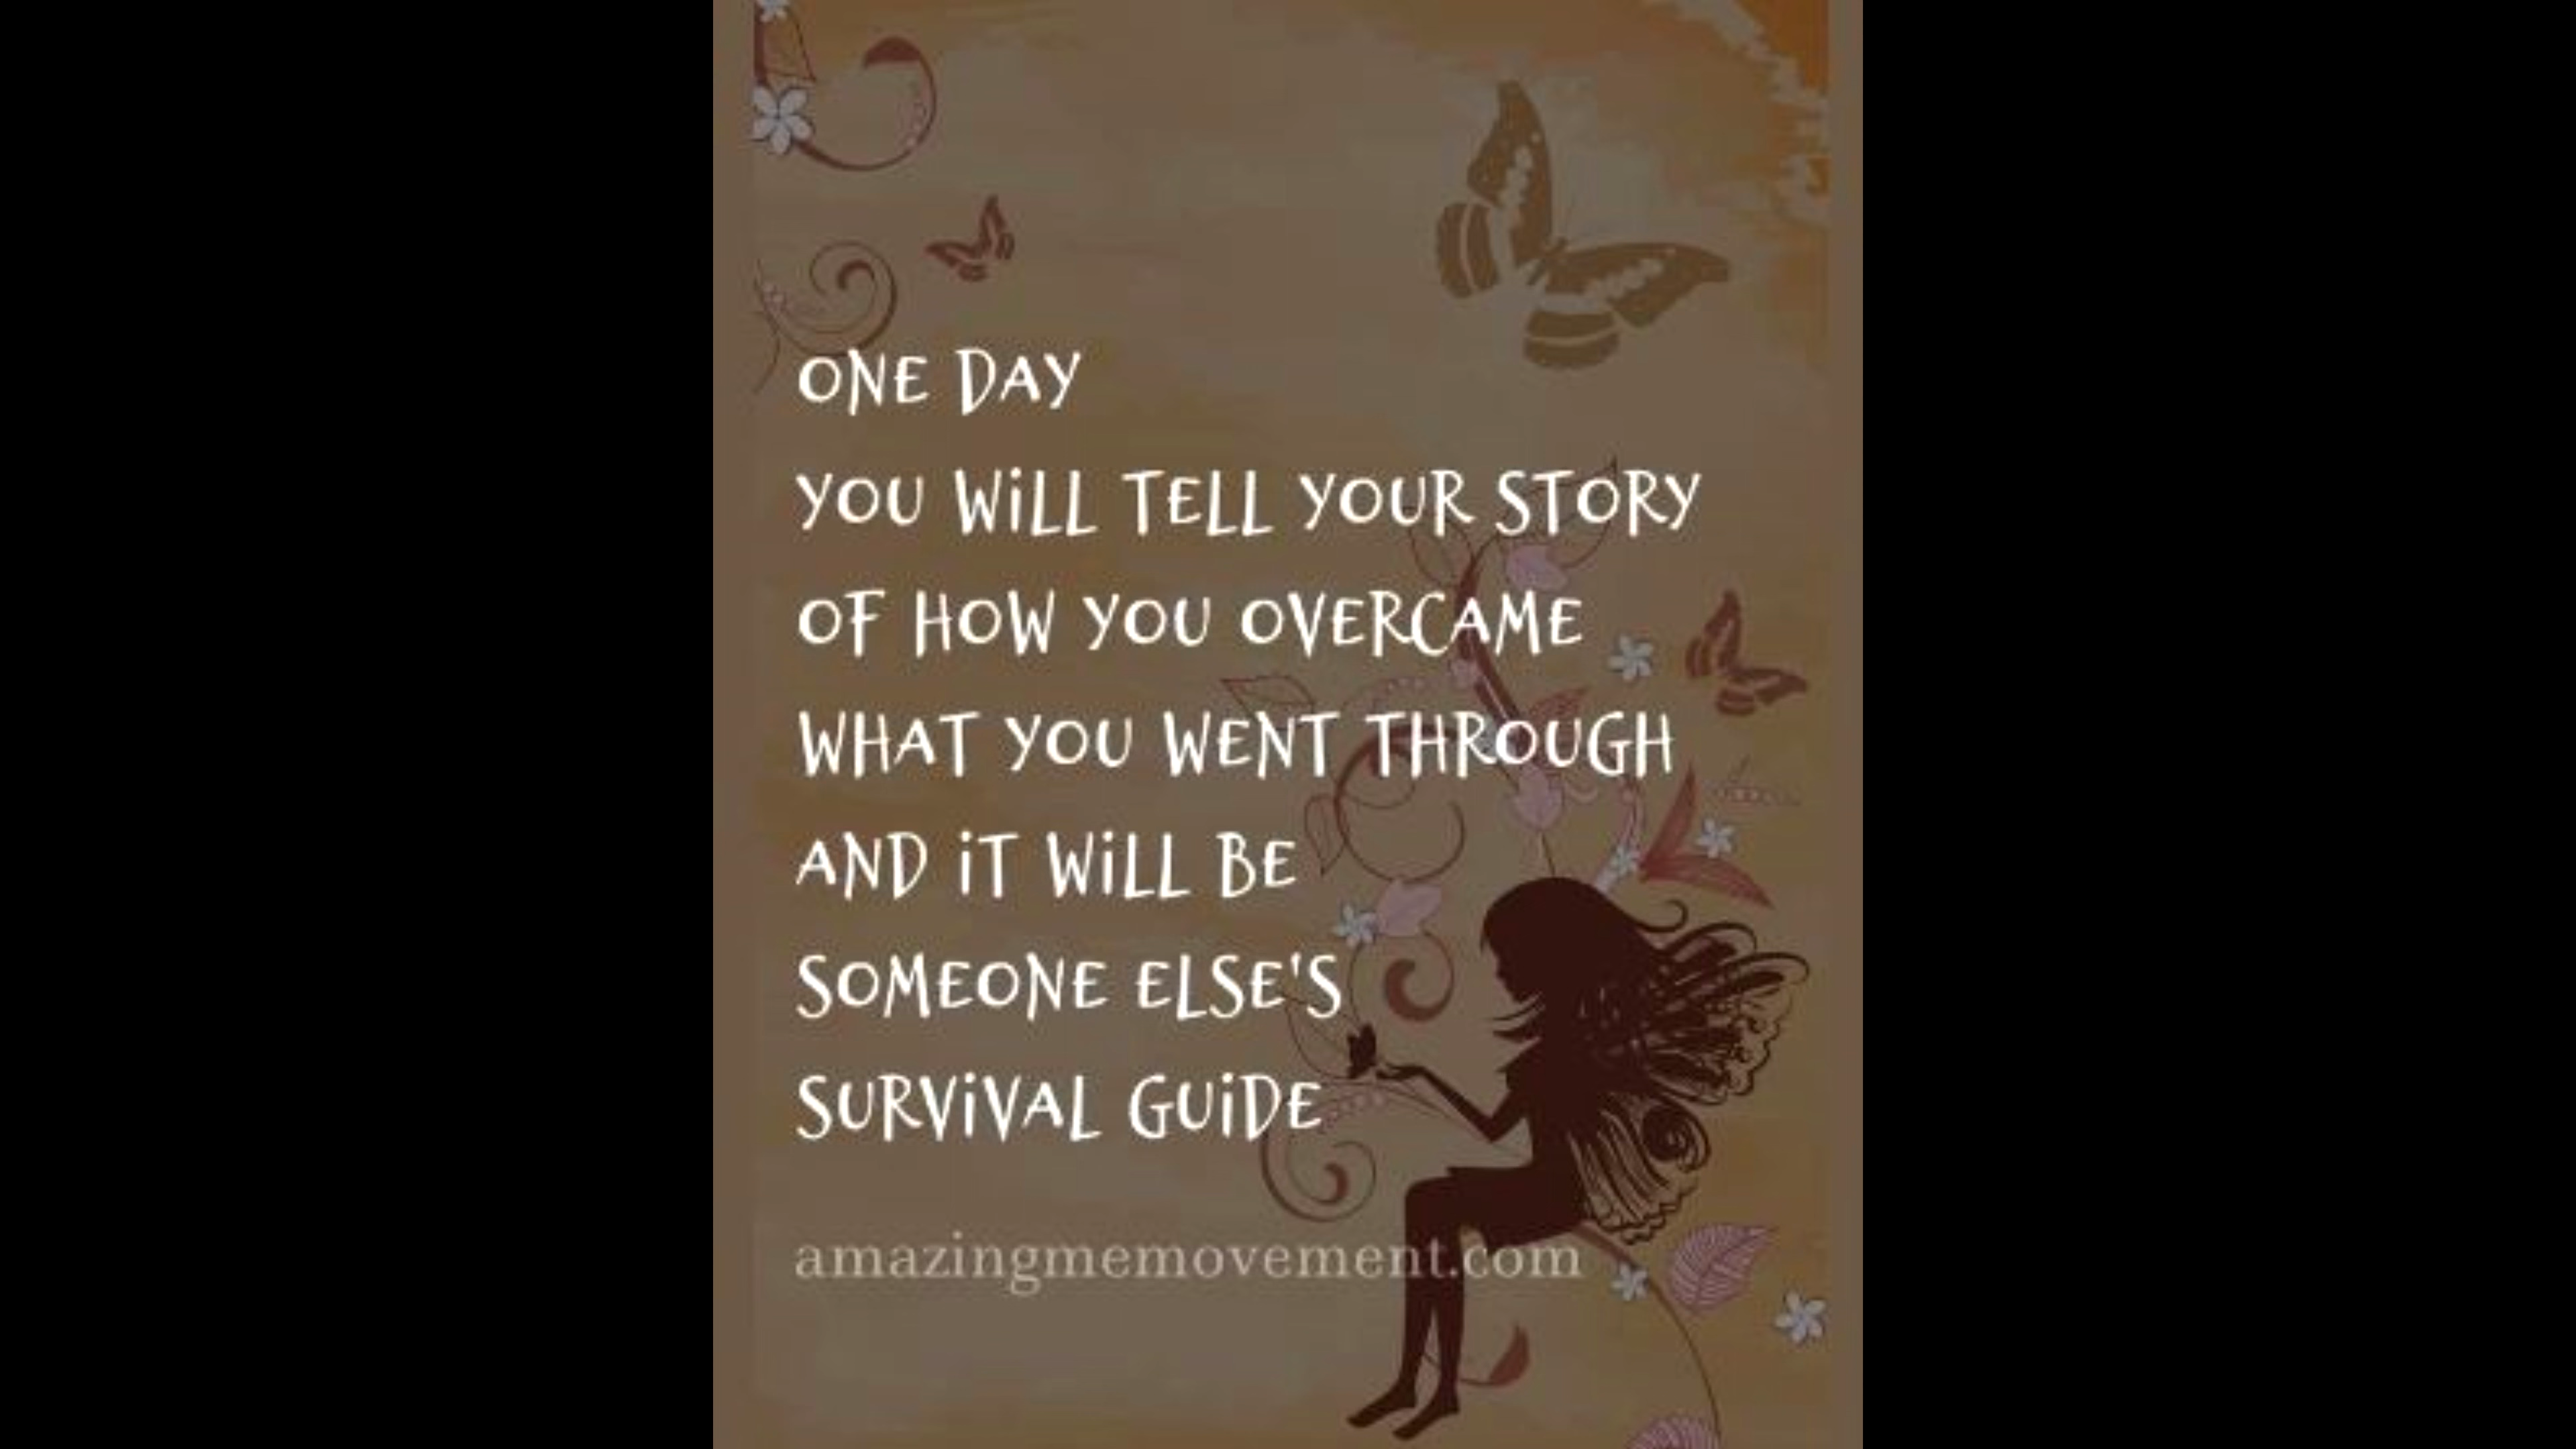 ONE DAY
YOU WiLL TELL YOUR STORY
OF HOW YOU OVERCAME
WHAT YOU WENT THROUGH
AND iT WiLL BE
SOMEONE ELSE'S
SURViVAL GUiDE
amazingmemovement.com